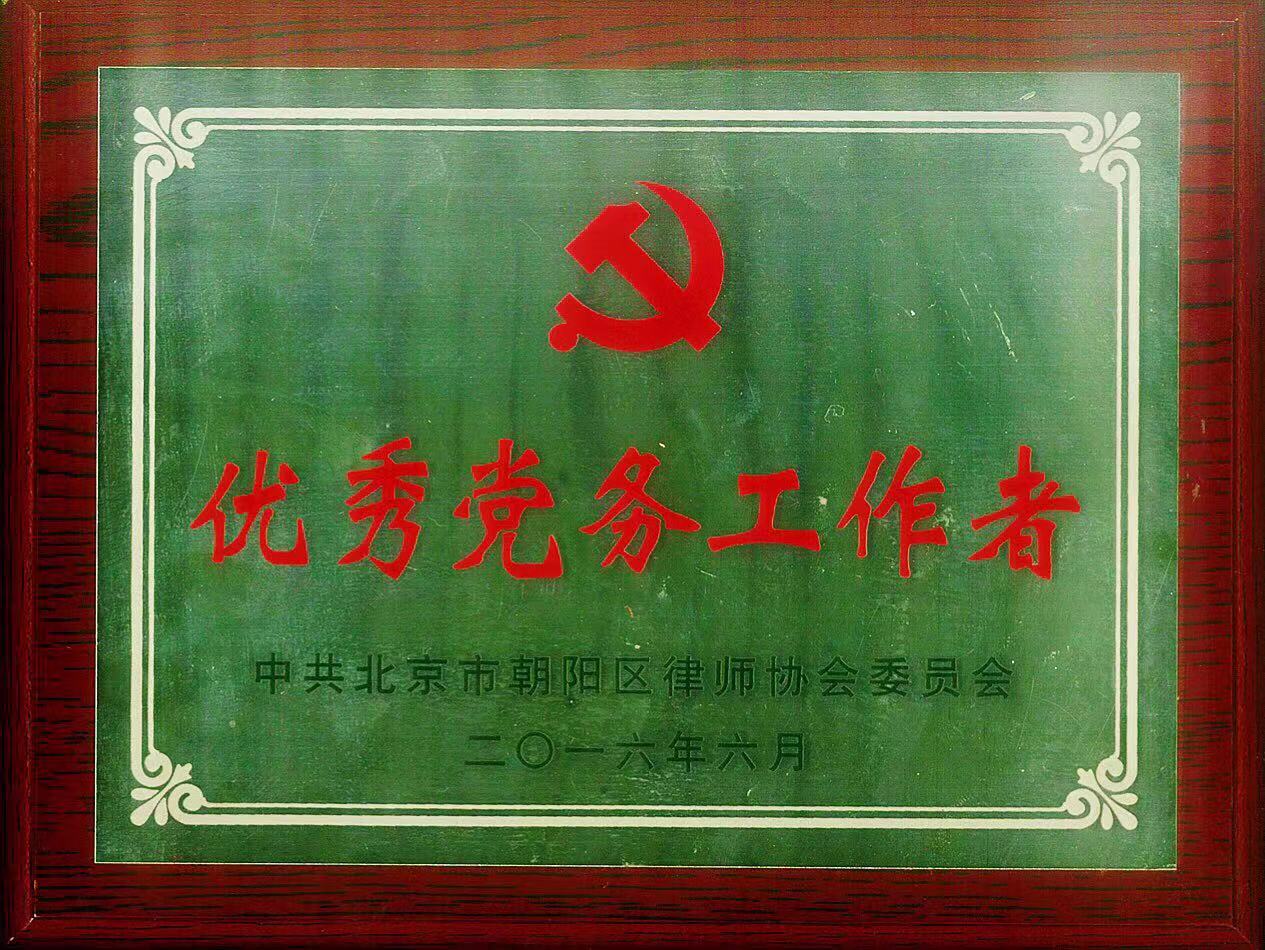 优秀党务工作者
中共北京市朝阳区律师协会委员会
二〇一六年六月